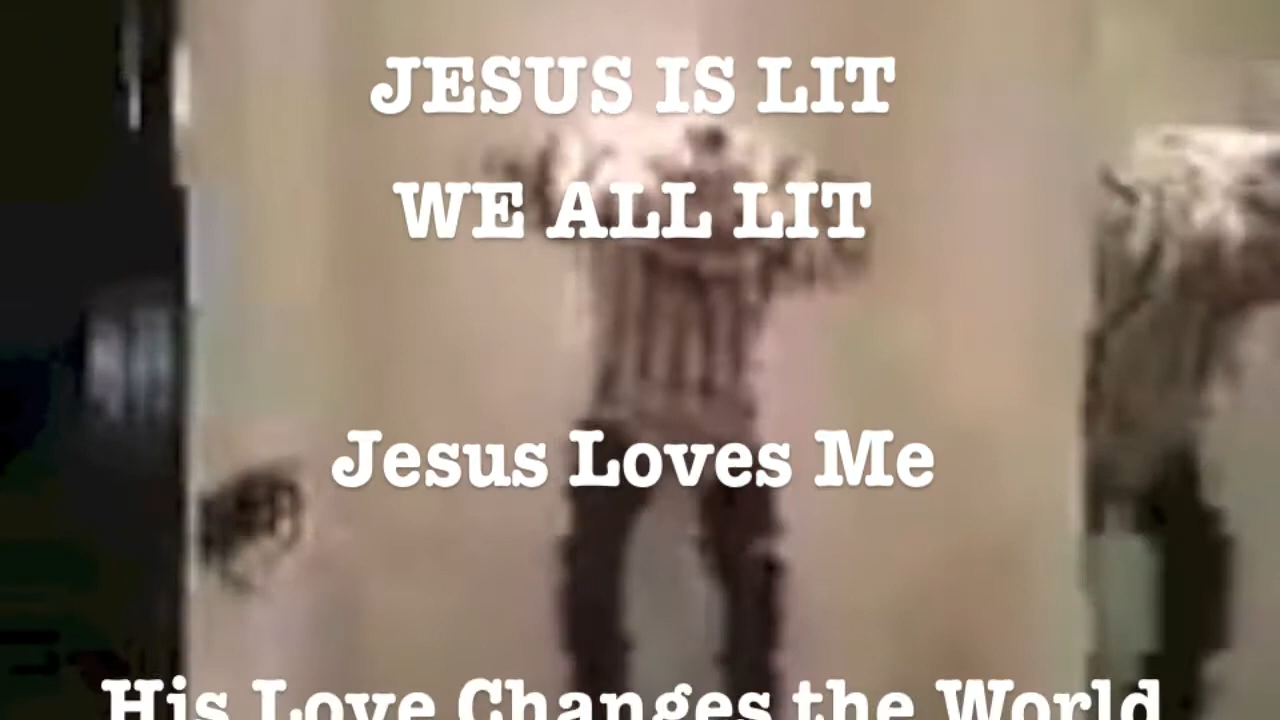 JESUS IS LIT
WE ALL LIT
Jesus Loves Me
His Love Changes the World